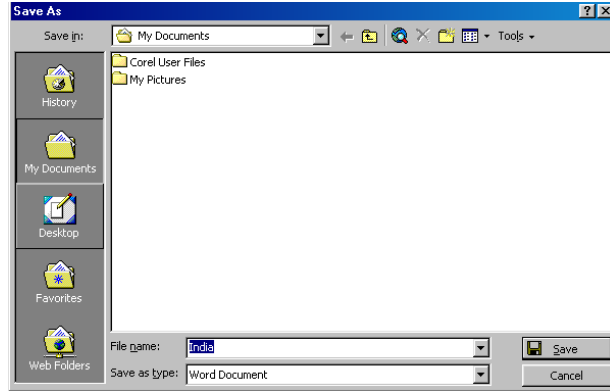 Save As
Save in:
My Documents
Tools
History
My Documents
Desktop
Favorites
Web Folders
Corel User Files
My Pictures
File name:
India
Save
Save as type:
Word Document
Cancel